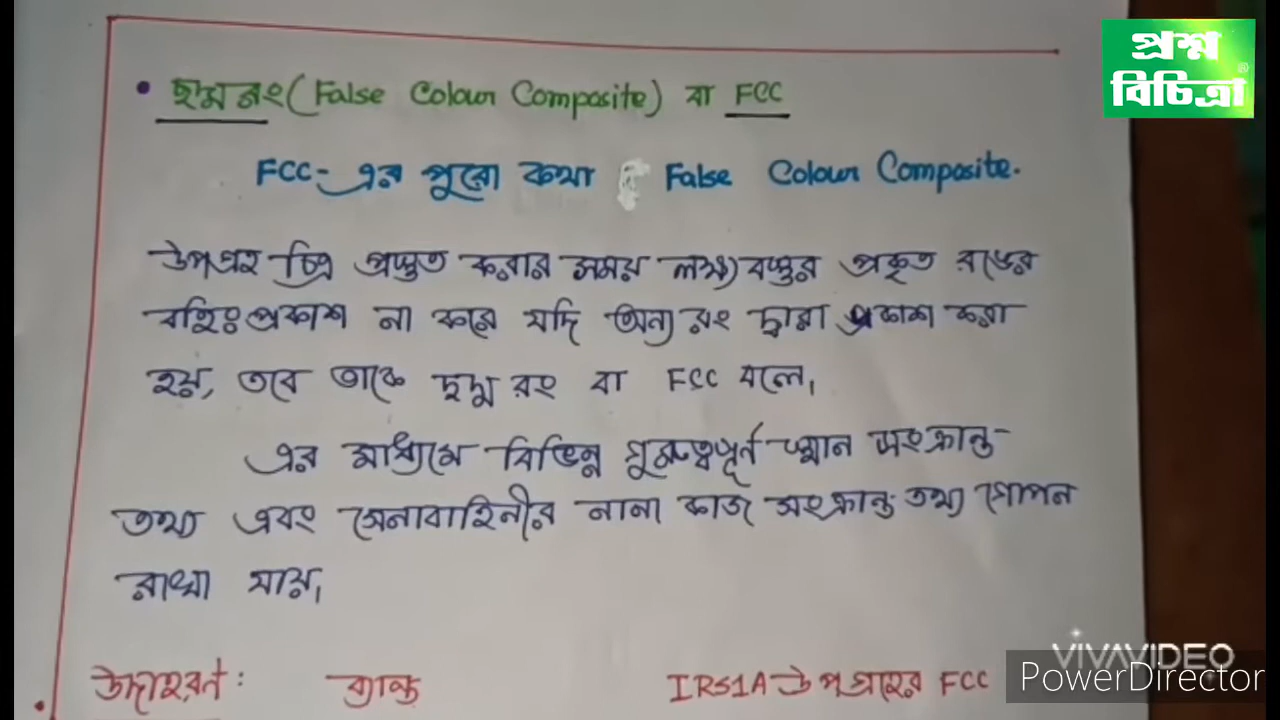 প্রশ্ন
বিচিত্রা
• ছদ্ম রং (False Colour Composite) বা FCC
FCC- এর পুরো কথা : False Colour Composite.
উপগ্রহ চিত্র প্রস্তুত করার সময় লক্ষ্যবস্তুর প্রকৃত রঙের
বহিঃপ্রকাশ না করে যদি অন্য রং দ্বারা প্রকাশ করা
হয়, তবে তাকে ছদ্ম রং বা FCC বলে।
এর মাধ্যমে বিভিন্ন গুরুত্বপূর্ন স্থান সংক্রান্ত
তথ্য এবং সেনাবাহিনীর নানা কাজ সংক্রান্ত তথ্য গোপন
রাখা যায়।
• উদাহরণ : ব্যান্ড IRS1A উপগ্রহের FCC
VIVAVIDEO
PowerDirector